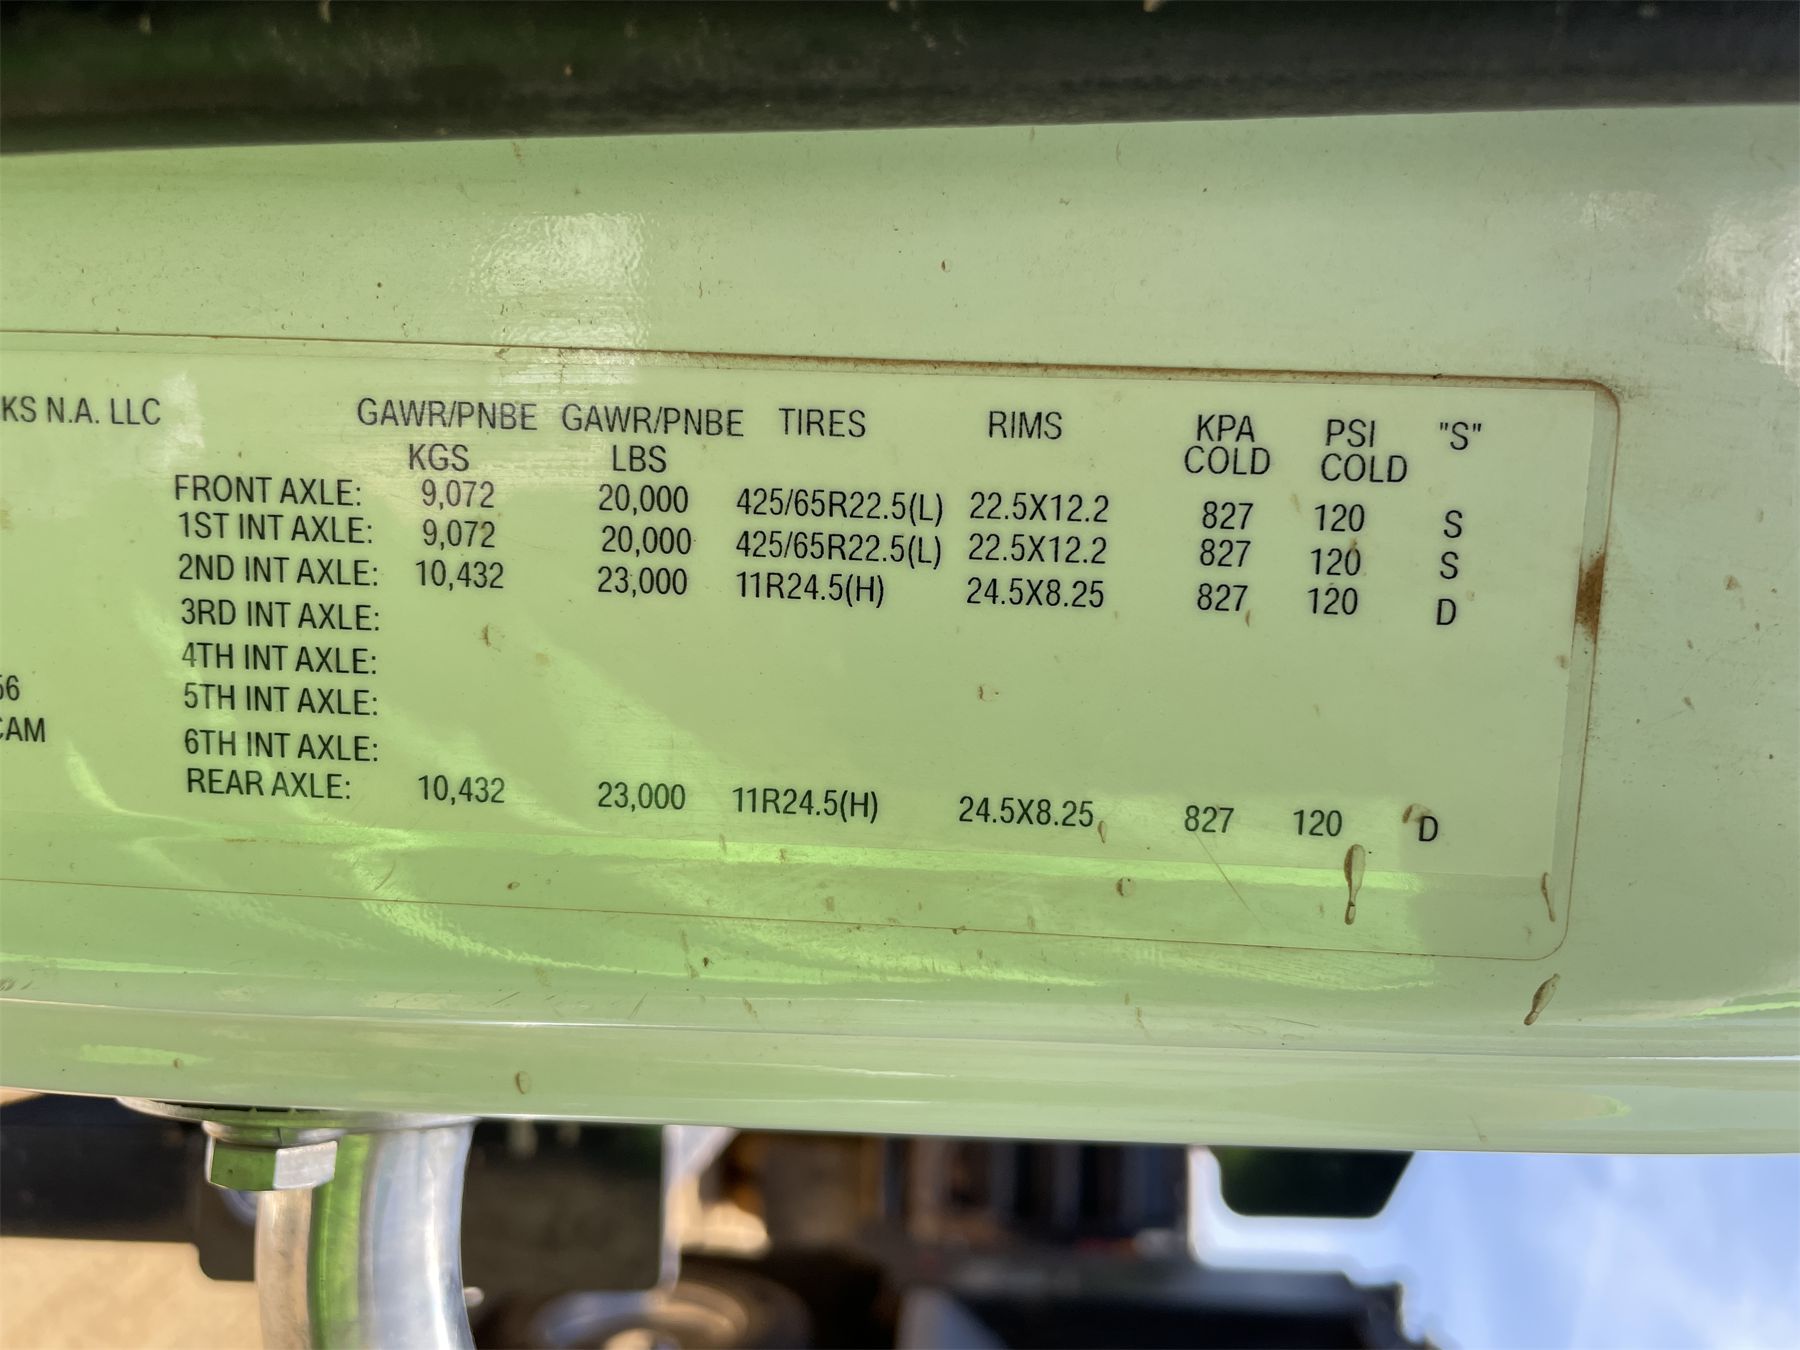 KS N.A. LLC GAWR/PNBE GAWR/PNBE TIRES RIMS KPA PSI "S"
KGS LBS COLD COLD
FRONT AXLE: 9,072 20,000 425/65R22.5(L) 22.5X12.2 827 120 S
1ST INT AXLE: 9,072 20,000 425/65R22.5(L) 22.5X12.2 827 120 S
2ND INT AXLE: 10,432 23,000 11R24.5(H) 24.5X8.25 827 120 D
3RD INT AXLE:
4TH INT AXLE:
56
5TH INT AXLE:
CAM
6TH INT AXLE:
REAR AXLE: 10,432 23,000 11R24.5(H) 24.5X8.25 827 120 D